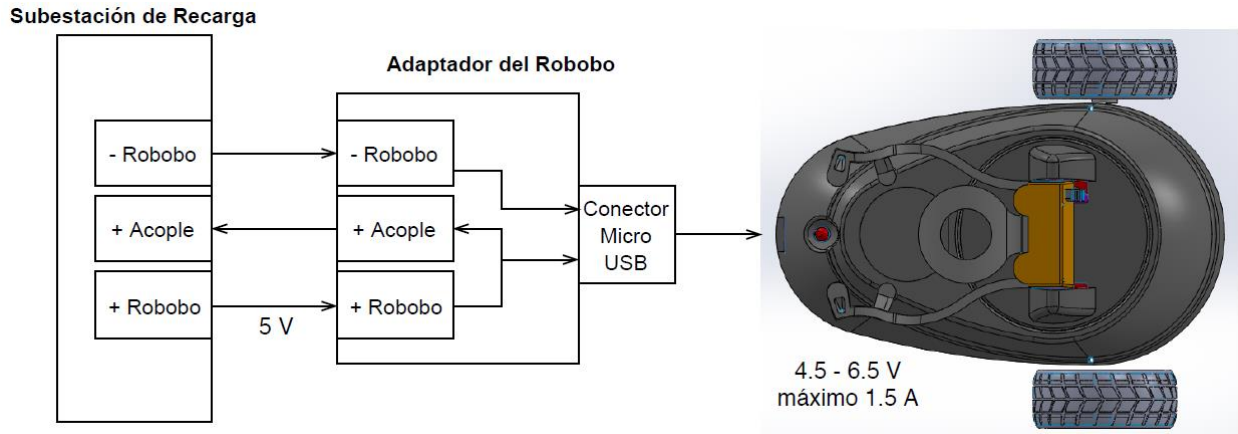 Subestación de Recarga
Adaptador del Robobo
- Robobo
- Robobo
+ Acople
+ Acople
Conector
Micro
USB
+ Robobo
+ Robobo
5 V
4.5 - 6.5 V
máximo 1.5 A